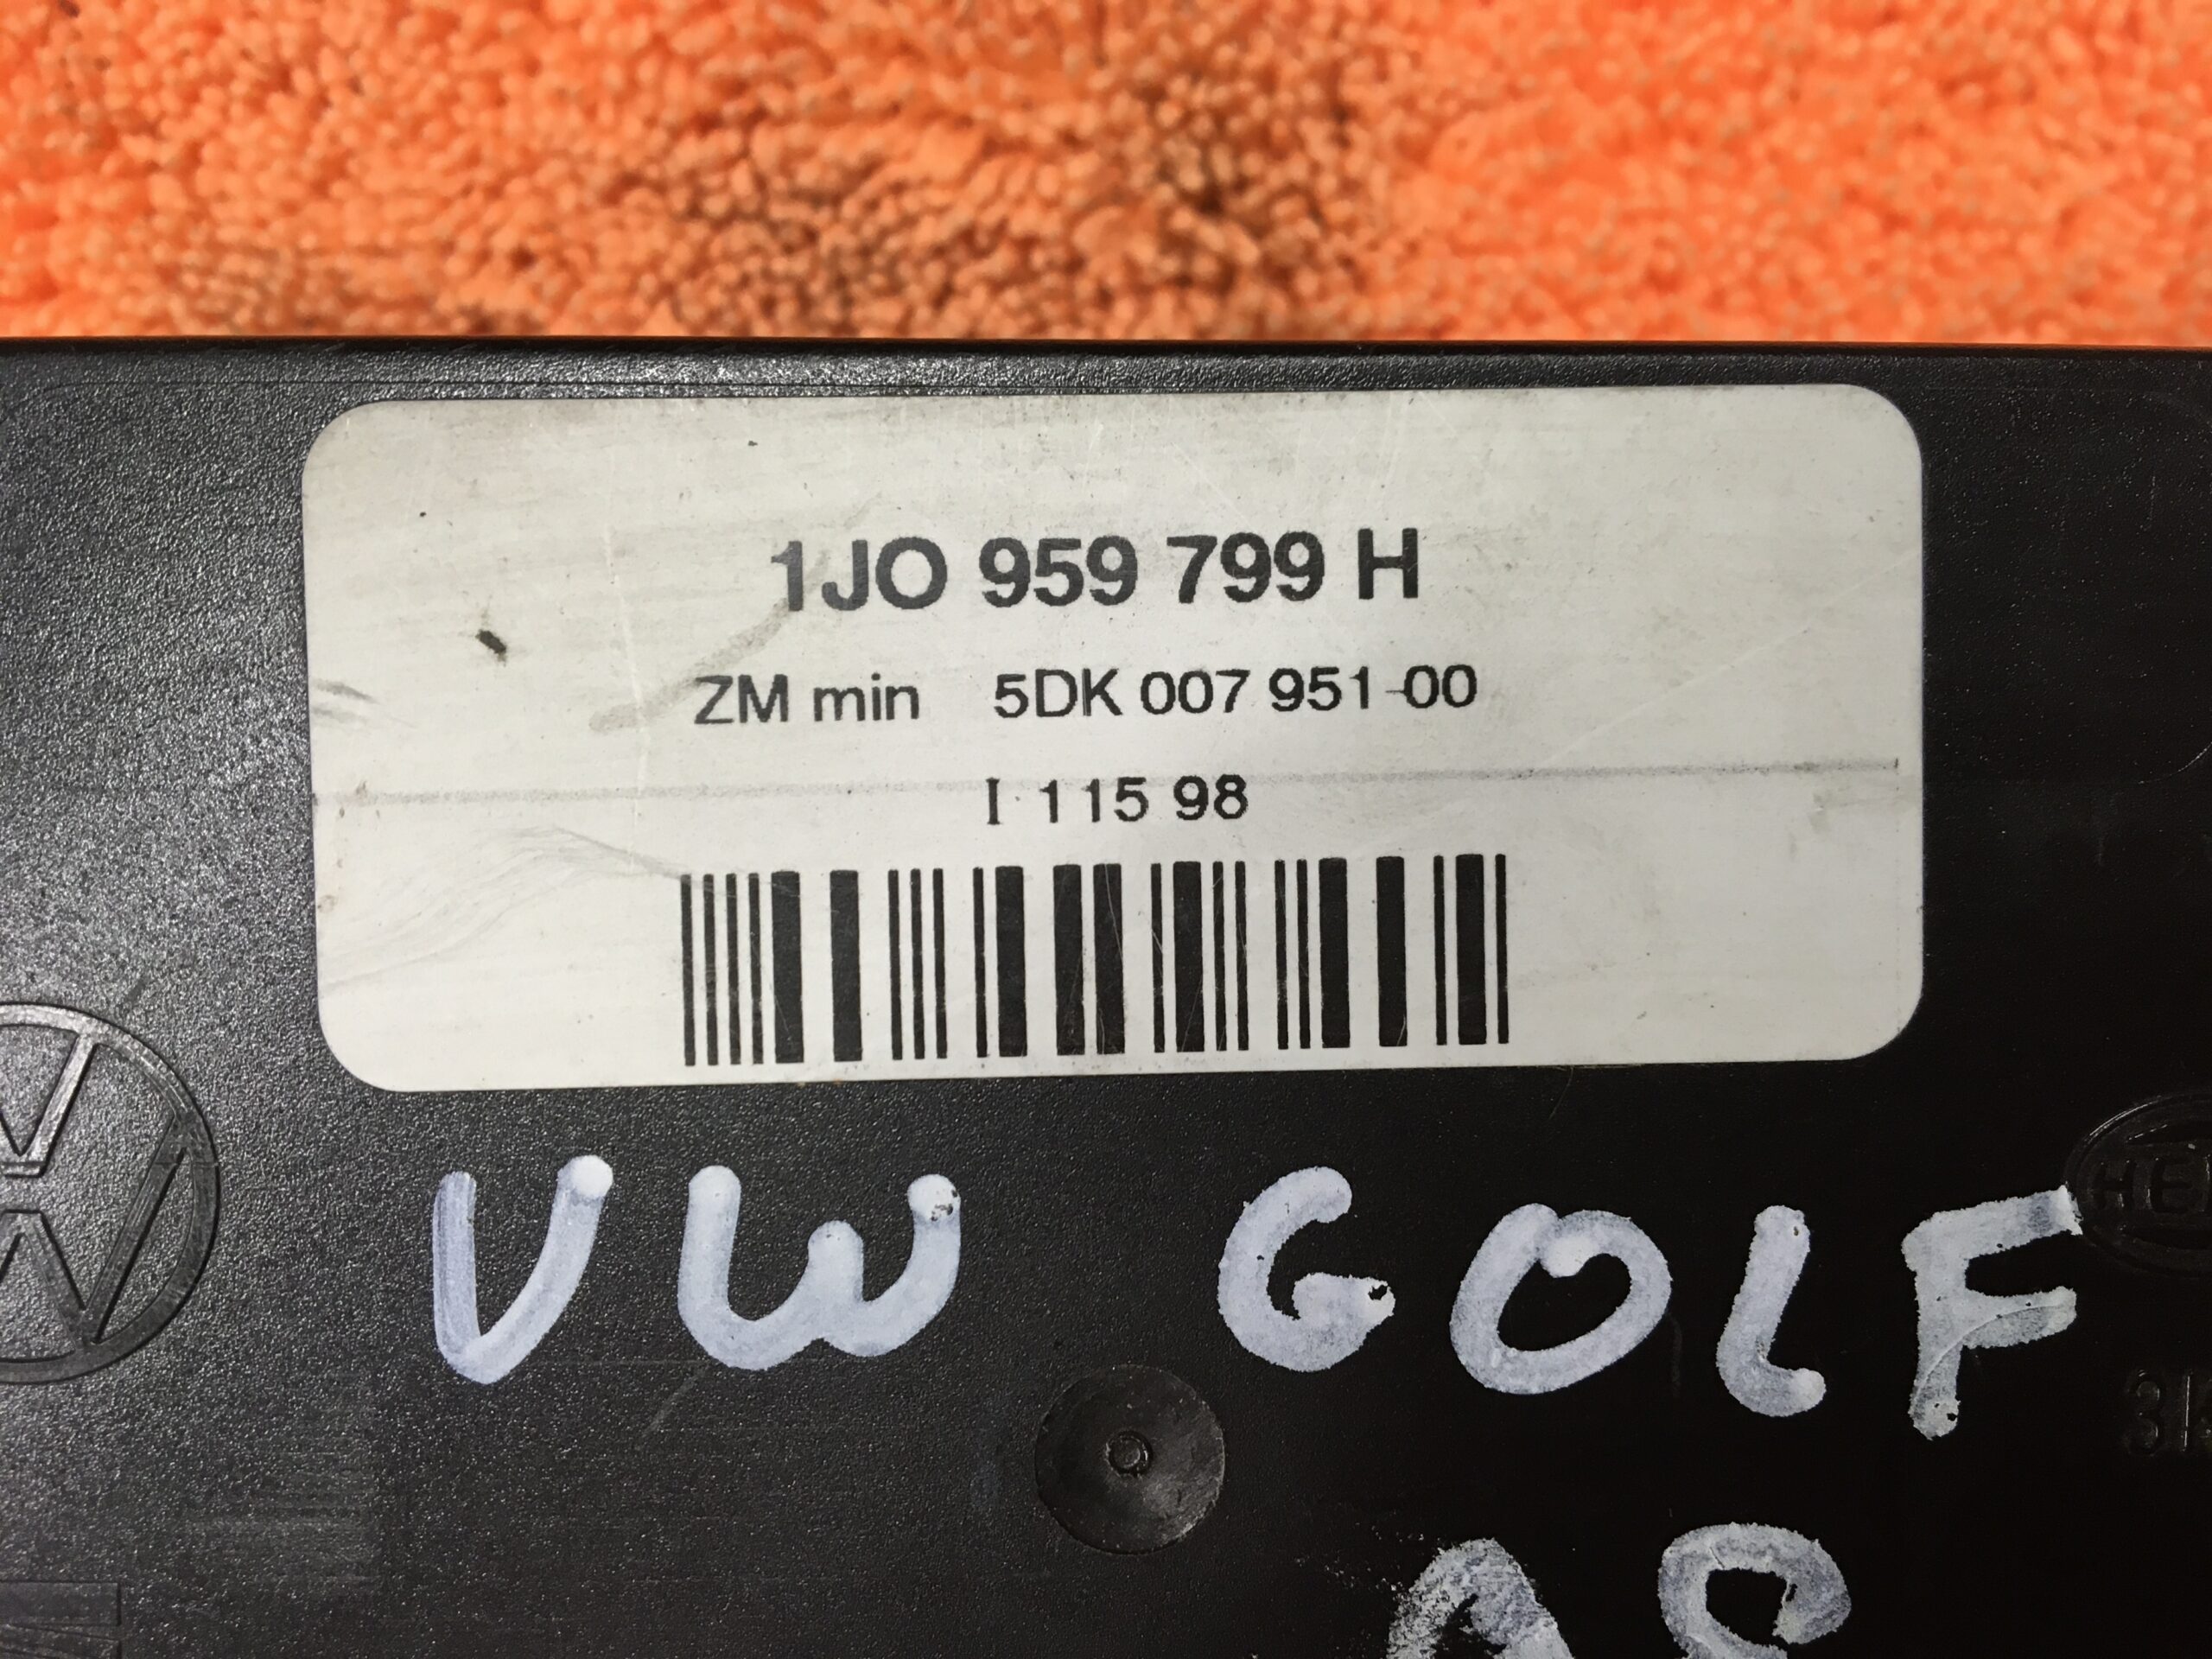 1JO 959 799 H
ZM min 5DK 007 951-00
I 115 98
VW GOLF